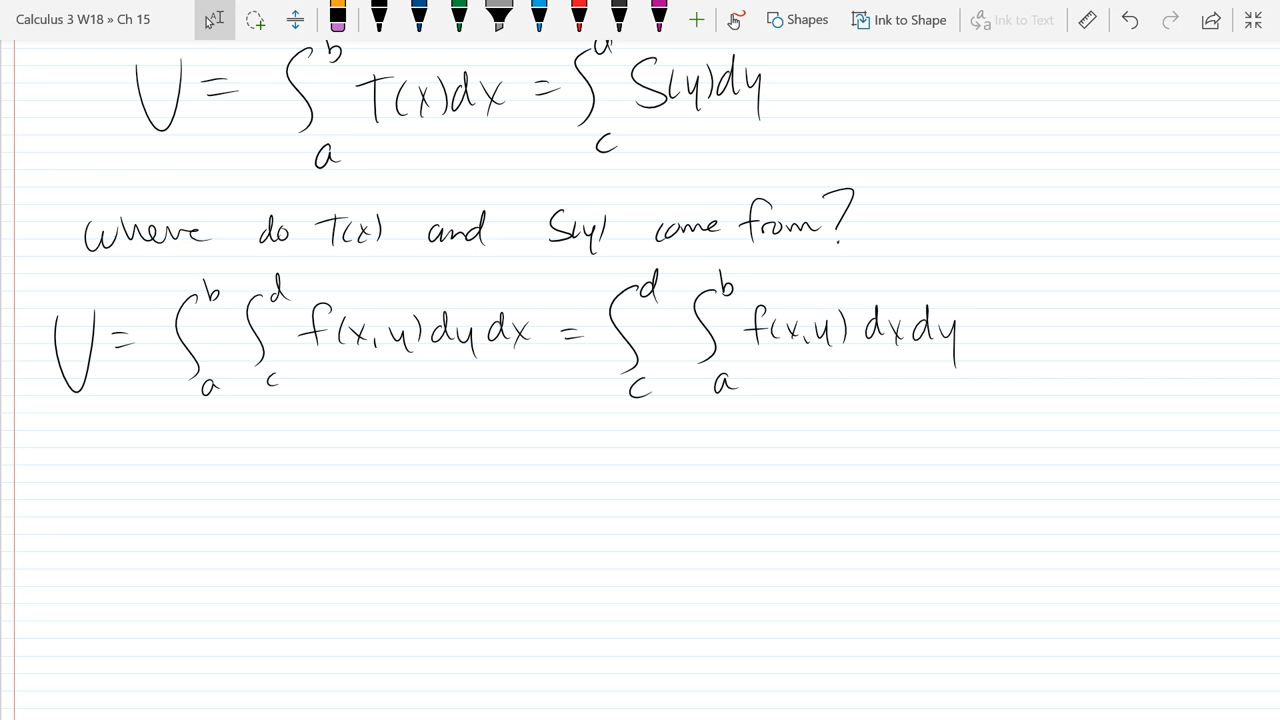 Calculus 3 W18 » Ch 15
Shapes
Ink to Shape
Ink to Text
V = ∫_a^b T(x)dx = ∫_c^d S(y)dy
where do T(x) and S(y) come from?
V = ∫_a^b ∫_c^d f(x,y) dy dx = ∫_c^d ∫_a^b f(x,y) dx dy